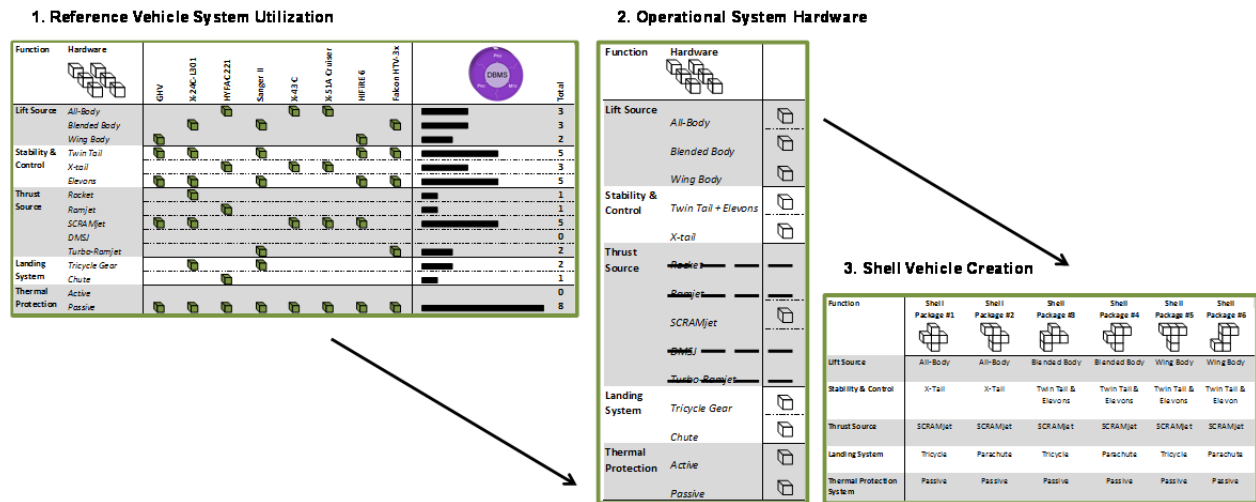 1. Reference Vehicle System Utilization
Function Hardware GHV X-24C-L301 HYFAC 221 Sanger II X-43 C X-51A Cruiser HIFiRE 6 Falcon HTV-3x DBMS Total
Lift Source All-Body 3
Blended Body 3
Wing Body 2
Stability & Twin Tail 5
Control X-tail 3
Elevons 5
Thrust Rocket 1
Source Ramjet 1
SCRAMjet 5
DMSJ 0
Turbo-Ramjet 2
Landing Tricycle Gear 2
System Chute 1
Thermal Active 0
Protection Passive 8
2. Operational System Hardware
Function Hardware
Lift Source
All-Body
Blended Body
Wing Body
Stability &
Control Twin Tail + Elevons
X-tail
Thrust
Source Rocket
Ramjet
SCRAMjet
DMSJ
Turbo-Ramjet
Landing
System Tricycle Gear
Chute
Thermal
Protection Active
Passive
3. Shell Vehicle Creation
Function Shell Shell Shell Shell Shell Shell
Package #1 Package #2 Package #3 Package #4 Package #5 Package #6
Lift Source All-Body All-Body Blended Body Blended Body Wing Body Wing Body
Stability & Control X-Tail X-Tail Twin Tail & Twin Tail & Twin Tail & Twin Tail &
Elevons Elevons Elevons Elevon
Thrust Source SCRAMjet SCRAMjet SCRAMjet SCRAMjet SCRAMjet SCRAMjet
Landing System Tricycle Parachute Tricycle Parachute Tricycle Parachute
Thermal Protection Passive Passive Passive Passive Passive Passive
System